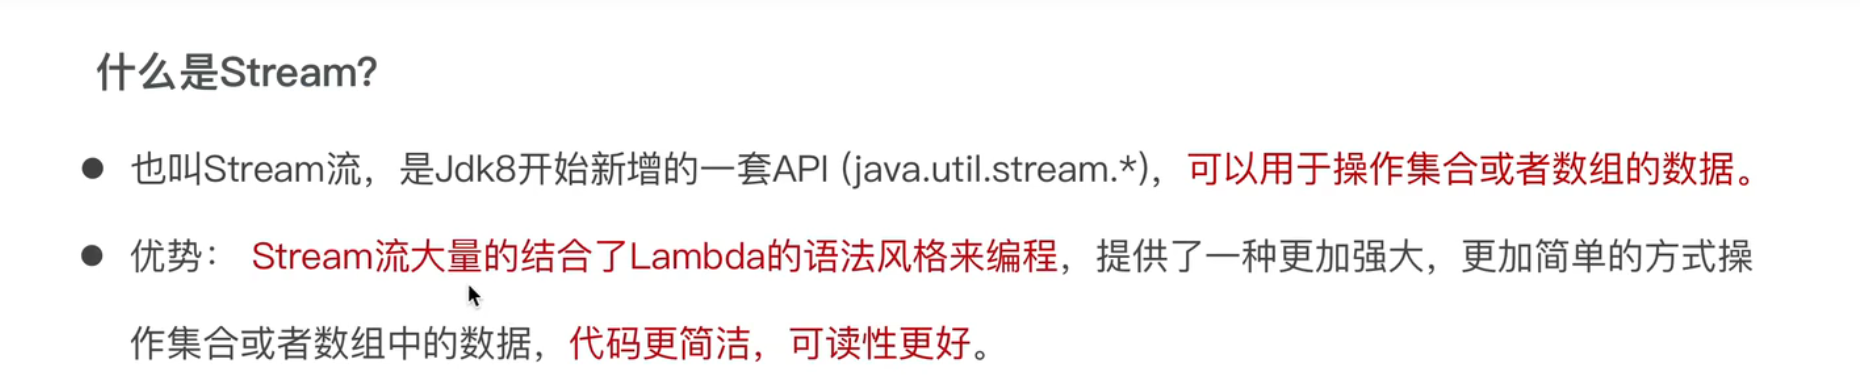 什么是Stream?
● 也叫Stream流，是Jdk8开始新增的一套API (java.util.stream.*)，可以用于操作集合或者数组的数据。
● 优势： Stream流大量的结合了Lambda的语法风格来编程，提供了一种更加强大，更加简单的方式操
作集合或者数组中的数据，代码更简洁，可读性更好。